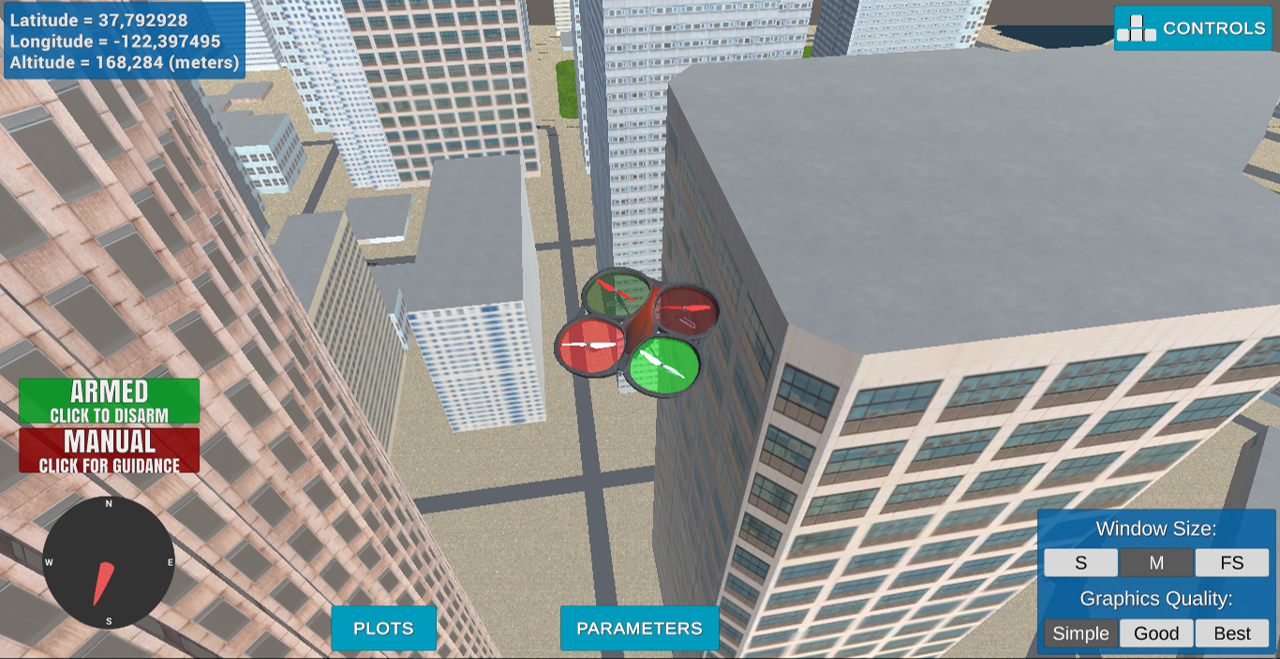 Latitude = 37,792928
Longitude = -122,397495
Altitude = 168,284 (meters)
CONTROLS
ARMED
CLICK TO DISARM
MANUAL
CLICK FOR GUIDANCE
N
W
E
S
PLOTS
PARAMETERS
Window Size:
S M FS
Graphics Quality:
Simple Good Best